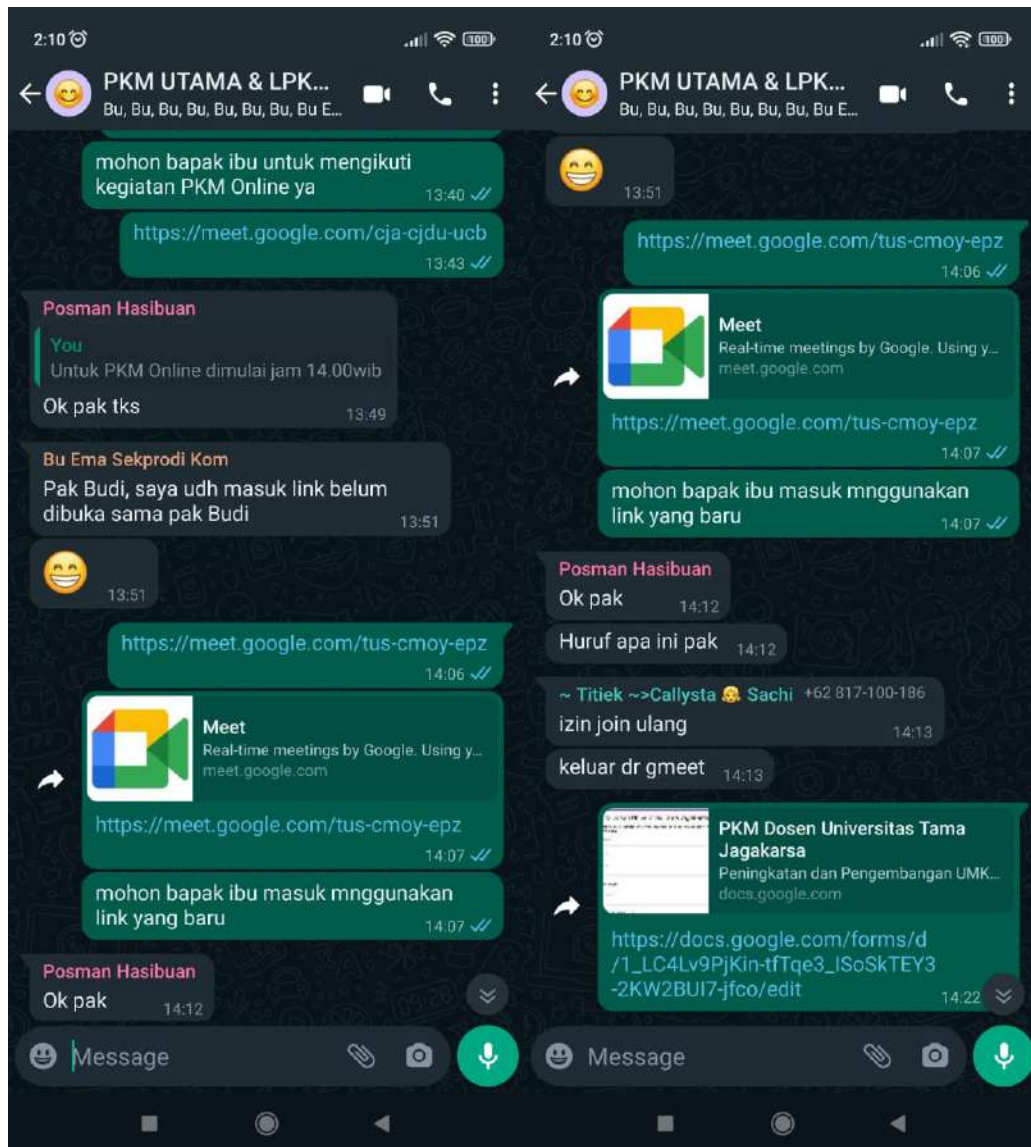 2:10
100
PKM UTAMA & LPK...
Bu, Bu, Bu, Bu, Bu, Bu, Bu, Bu E...
mohon bapak ibu untuk mengikuti
kegiatan PKM Online ya
13:40
https://meet.google.com/cja-cjdu-ucb
13:43
Posman Hasibuan
You
Untuk PKM Online dimulai jam 14.00wib
Ok pak tks
13:49
Bu Ema Sekprodi Kom
Pak Budi, saya udh masuk link belum
dibuka sama pak Budi
13:51
13:51
https://meet.google.com/tus-cmoy-epz
14:06
Meet
Real-time meetings by Google. Using y...
meet.google.com
https://meet.google.com/tus-cmoy-epz
14:07
mohon bapak ibu masuk mnggunakan
link yang baru
14:07
Posman Hasibuan
Ok pak
14:12
Message
2:10
100
PKM UTAMA & LPK...
Bu, Bu, Bu, Bu, Bu, Bu, Bu, Bu E...
13:51
https://meet.google.com/tus-cmoy-epz
14:06
Meet
Real-time meetings by Google. Using y...
meet.google.com
https://meet.google.com/tus-cmoy-epz
14:07
mohon bapak ibu masuk mnggunakan
link yang baru
14:07
Posman Hasibuan
Ok pak
14:12
Huruf apa ini pak
14:12
~ Titiek ~>Callysta Sachi +62 817-100-186
izin join ulang
14:13
keluar dr gmeet
14:13
PKM Dosen Universitas Tama
Jagakarsa
Peningkatan dan Pengembangan UMK...
docs.google.com
https://docs.google.com/forms/d
/1_LC4Lv9PjKin-tfTqe3_ISoSkTEY3
-2KW2BUI7-jfco/edit
14:22
Message